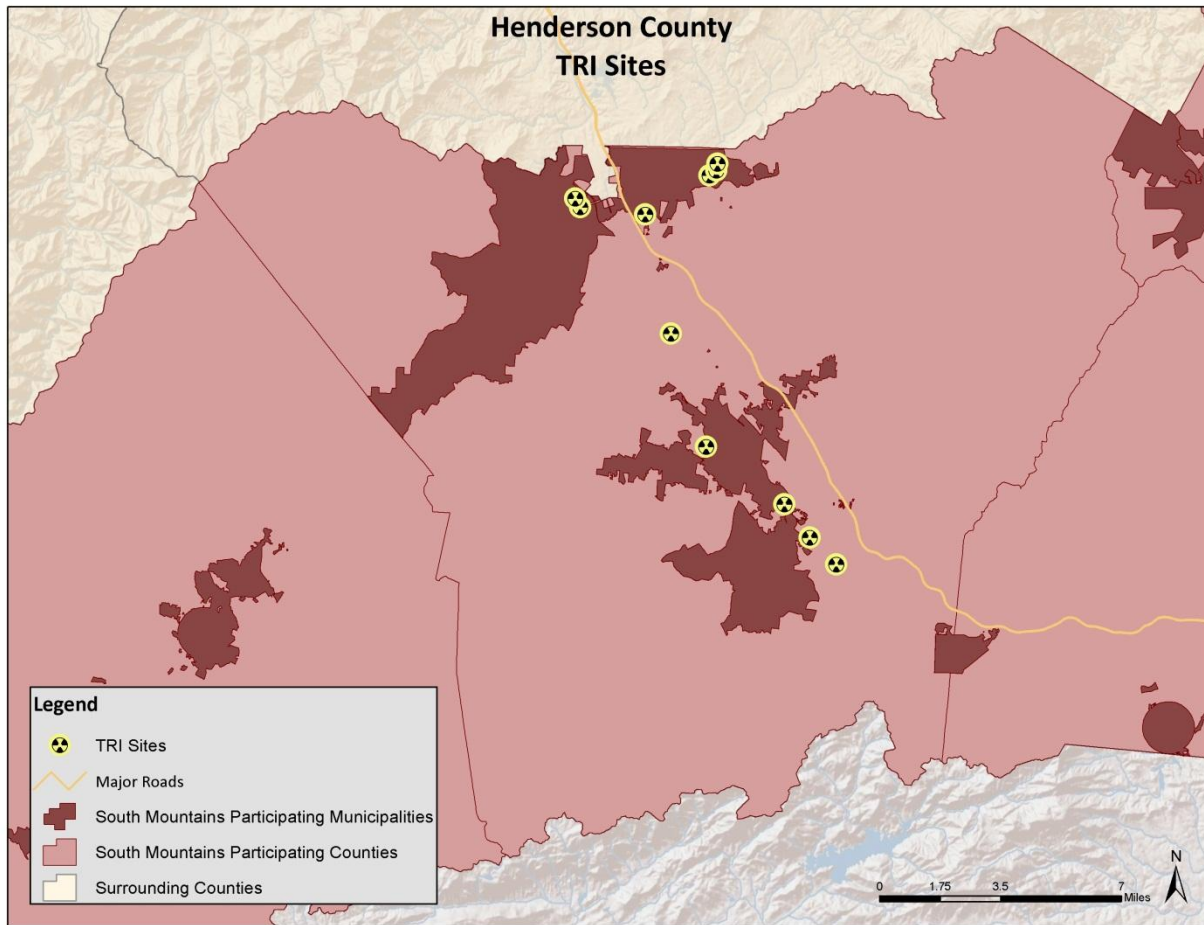 Henderson County
TRI Sites
Legend
TRI Sites
Major Roads
South Mountains Participating Municipalities
South Mountains Participating Counties
Surrounding Counties
N
0 1.75 3.5 7
Miles